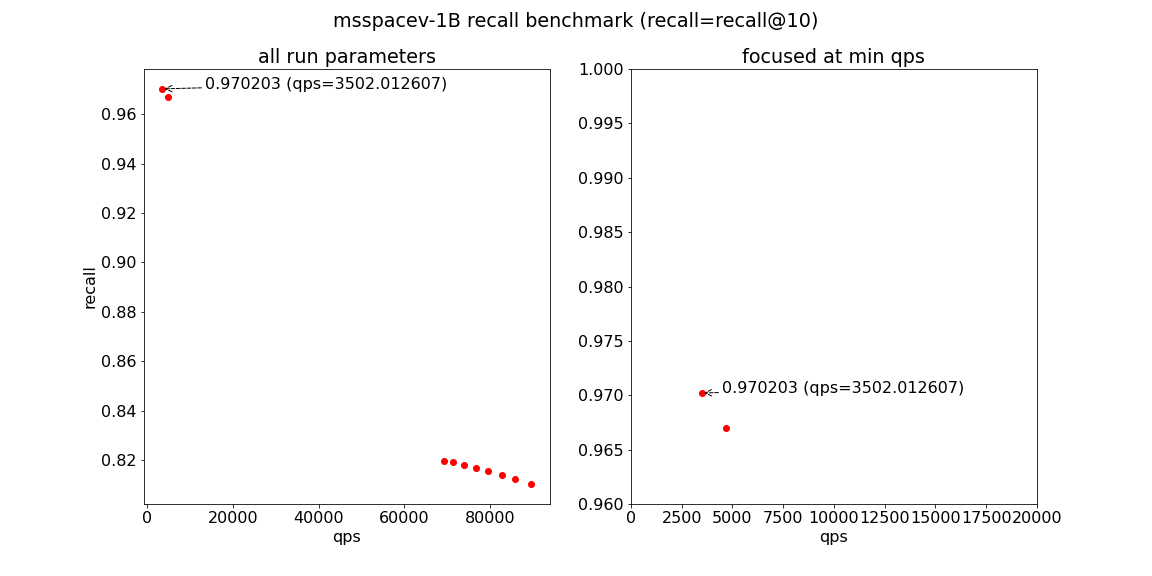 msspacev-1B recall benchmark (recall=recall@10)
all run parameters
0.970203 (qps=3502.012607)
0.96
0.94
0.92
0.90
0.88
0.86
0.84
0.82
recall
0 20000 40000 60000 80000
qps
focused at min qps
1.000
0.995
0.990
0.985
0.980
0.975
0.970
0.965
0.960
0.970203 (qps=3502.012607)
0 2500 5000 7500 10000 12500 15000 17500 20000
qps